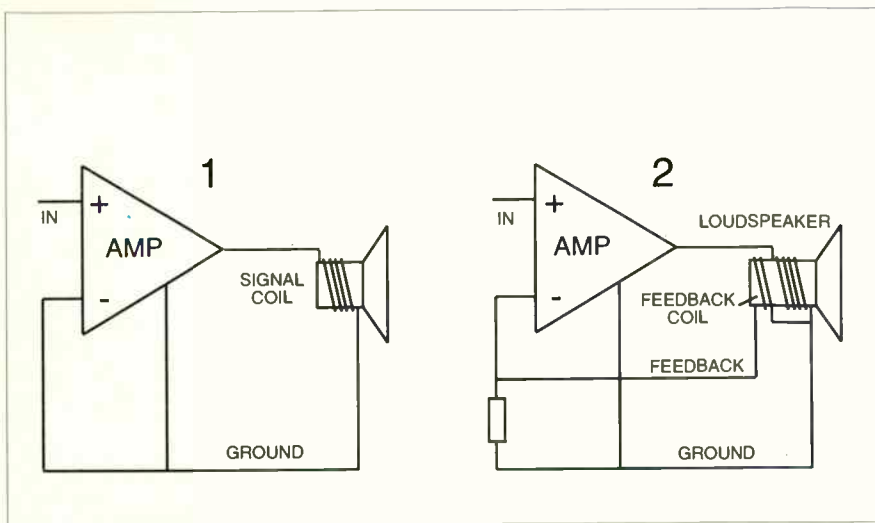 1
+
IN
AMP
-
SIGNAL
COIL
GROUND
2
+
IN
AMP
-
LOUDSPEAKER
FEEDBACK
COIL
FEEDBACK
GROUND